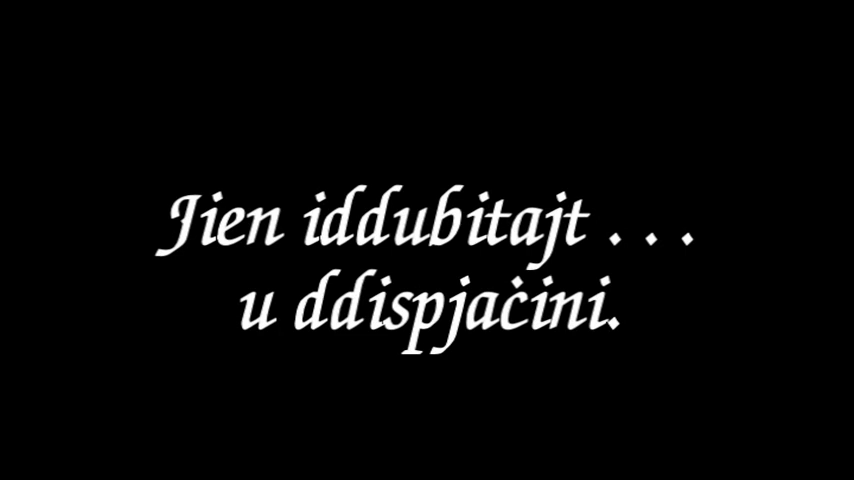 Jien iddubitajt . . .
u ddispjaċini.